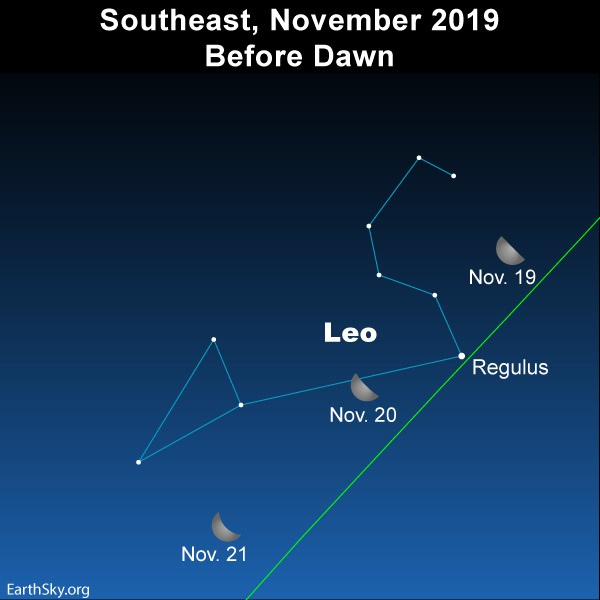 Southeast, November 2019
Before Dawn
Nov. 19
Leo
Regulus
Nov. 20
Nov. 21
EarthSky.org